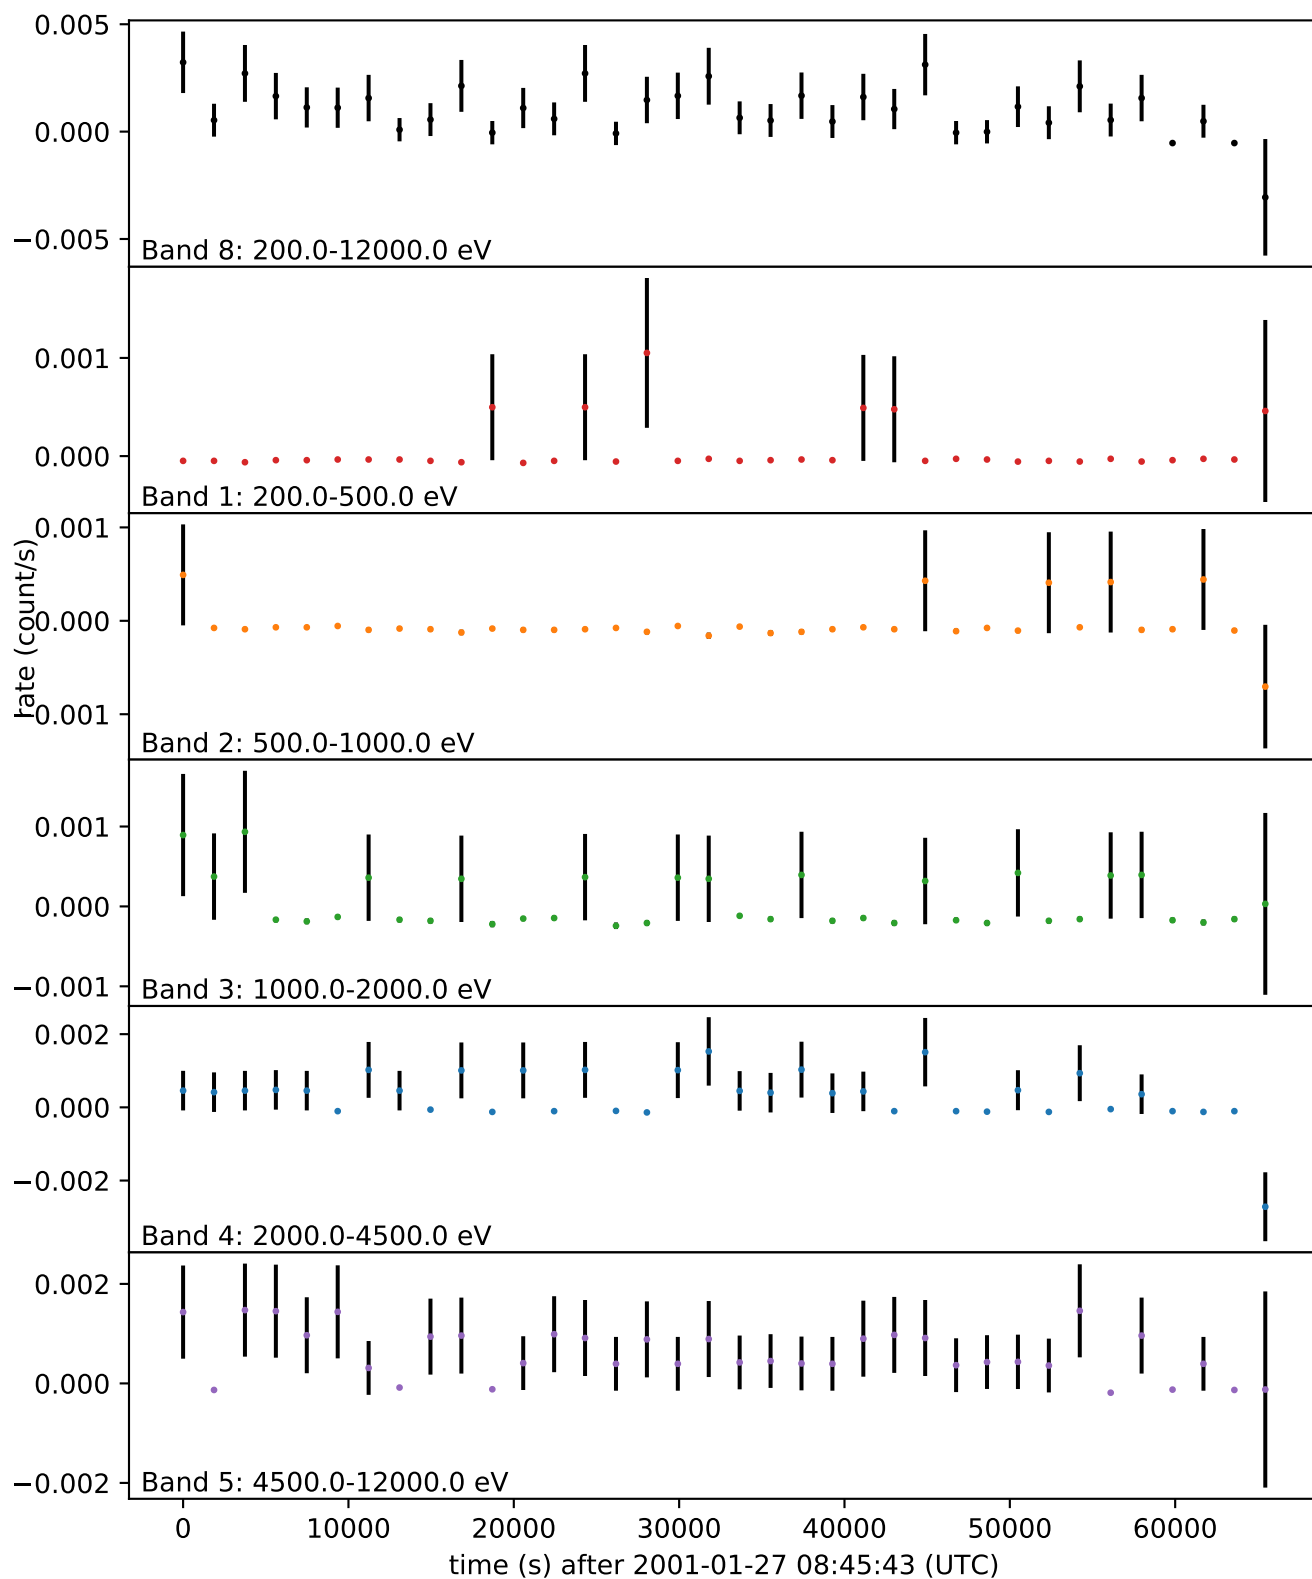 0.005
0.000
−0.005
Band 8: 200.0-12000.0 eV
0.001
0.000
Band 1: 200.0-500.0 eV
rate (count/s)
0.001
0.000
−0.001
Band 2: 500.0-1000.0 eV
0.001
0.000
−0.001
Band 3: 1000.0-2000.0 eV
0.002
0.000
−0.002
Band 4: 2000.0-4500.0 eV
0.002
0.000
−0.002
Band 5: 4500.0-12000.0 eV
0 10000 20000 30000 40000 50000 60000
time (s) after 2001-01-27 08:45:43 (UTC)